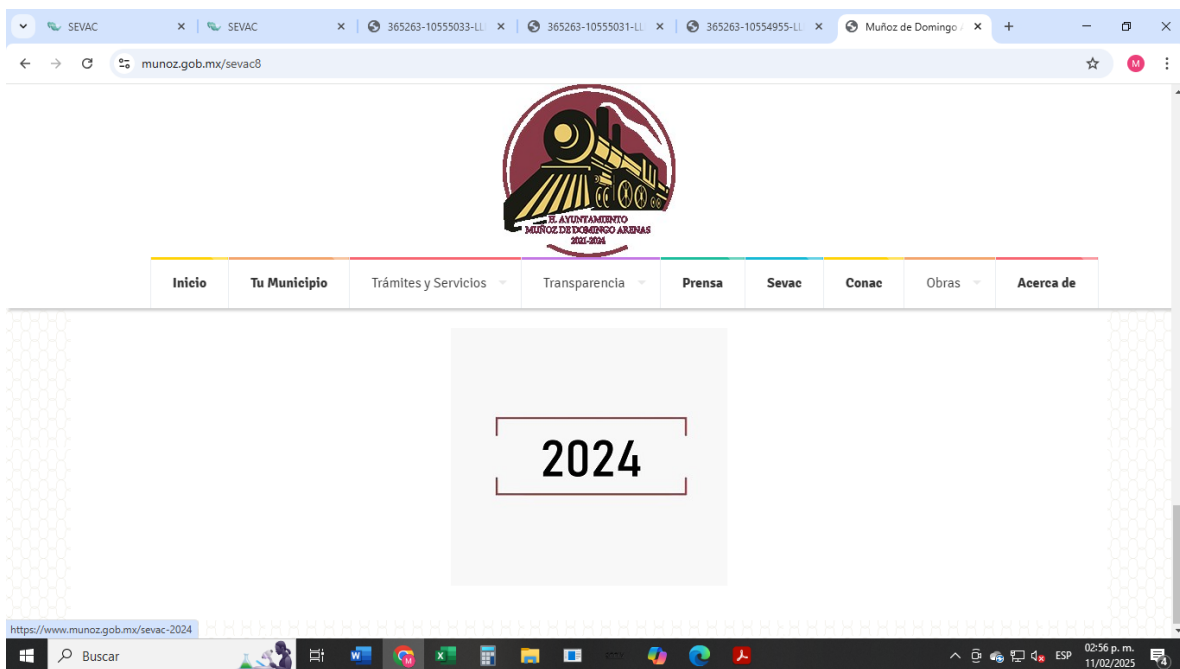 SEVAC
SEVAC
365263-10555033-LL
365263-10555031-LL
365263-10554955-LL
Muñoz de Domingo A
munoz.gob.mx/sevac8
M
H. AYUNTAMIENTO
MUÑOZ DE DOMINGO ARENAS
2021-2024
Inicio
Tu Municipio
Trámites y Servicios
Transparencia
Prensa
Sevac
Conac
Obras
Acerca de
2024
https://www.munoz.gob.mx/sevac-2024
Buscar
ESP
02:56 p. m.
11/02/2025
4